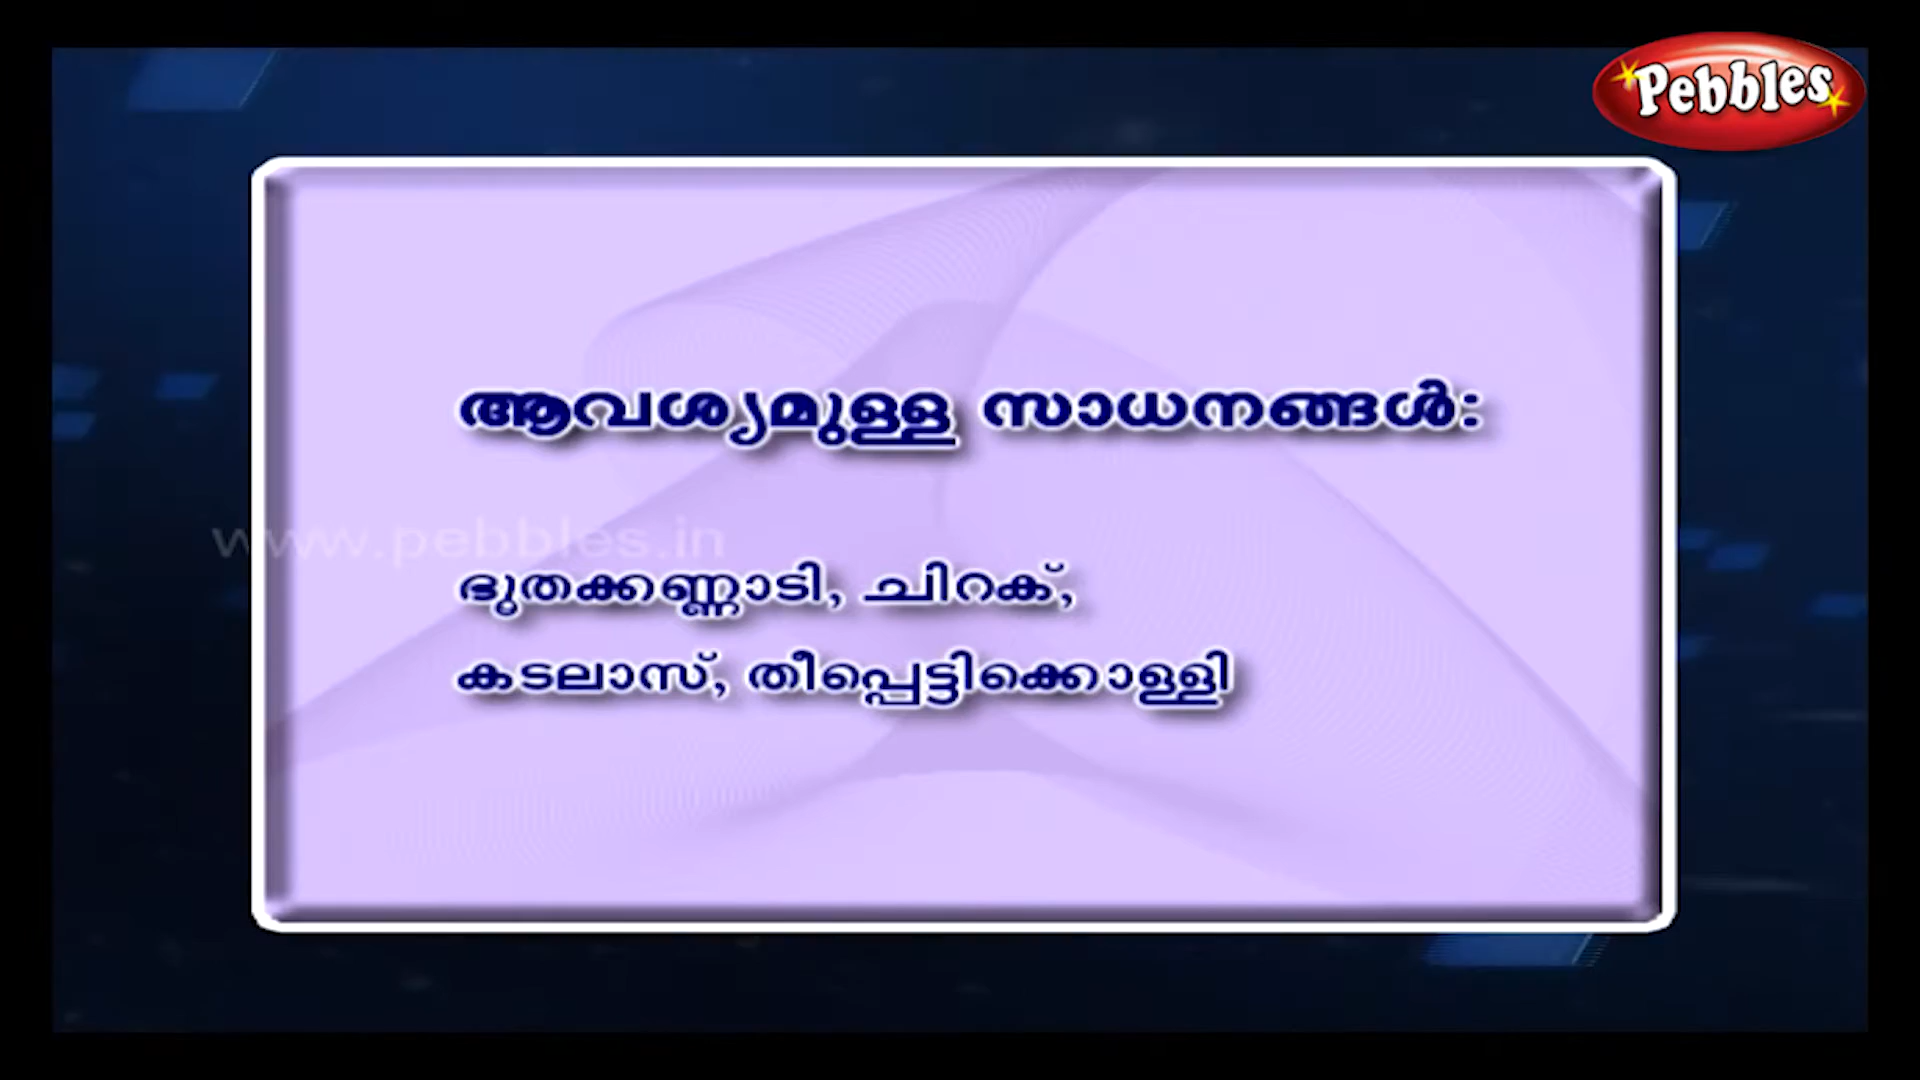 Pebbles
ആവശ്യമുള്ള സാധനങ്ങൾ:
www.pebbles.in
ഭുതക്കണ്ണാടി, ചിറക്,
കടലാസ്, തീപ്പെട്ടിക്കൊള്ളി